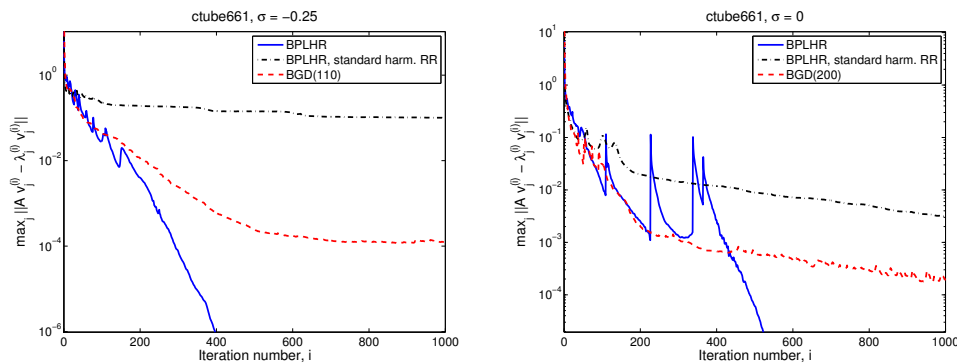 ctube661, σ = −0.25
BPLHR
BPLHR, standard harm. RR
BGD(110)
10^0
10^−2
10^−4
10^−6
max_j ||A v_j^(i) − λ_j^(i) v_j^(i)||
0 200 400 600 800 1000
Iteration number, i
ctube661, σ = 0
BPLHR
BPLHR, standard harm. RR
BGD(200)
10^1
10^0
10^−1
10^−2
10^−3
10^−4
max_j ||A v_j^(i) − λ_j^(i) v_j^(i)||
0 200 400 600 800 1000
Iteration number, i